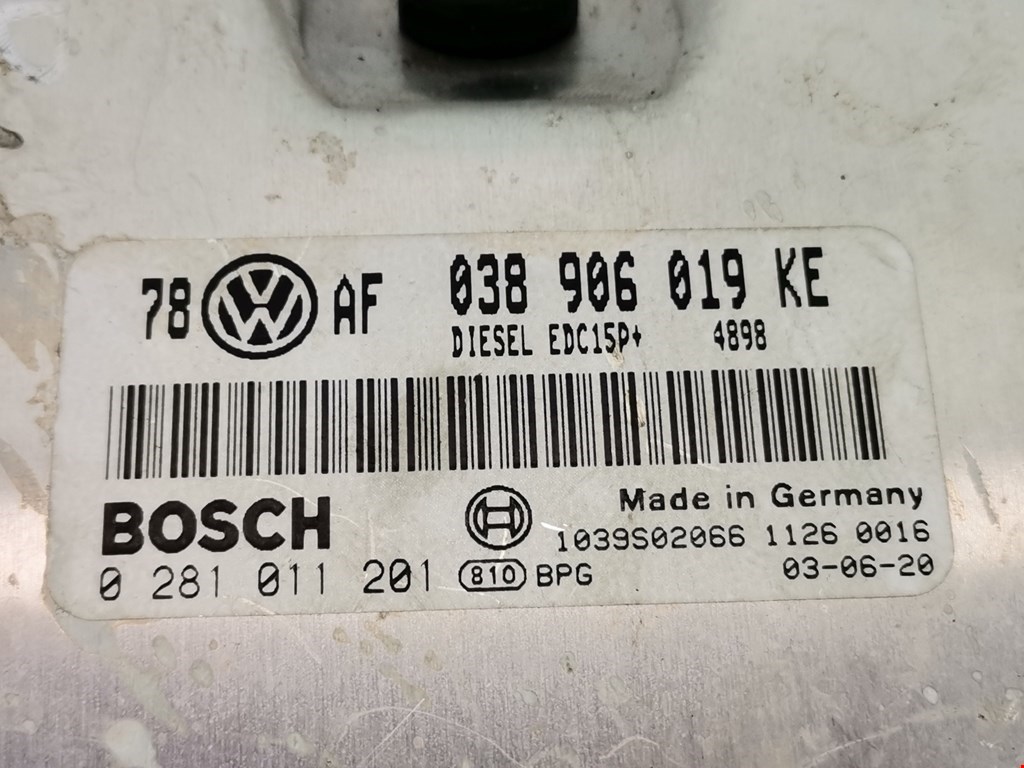 78 AF 038 906 019 KE
DIESEL EDC15P+ 4898
BOSCH
Made in Germany
1039S02066 1126 0016
0 281 011 201 810 BPG 03-06-20